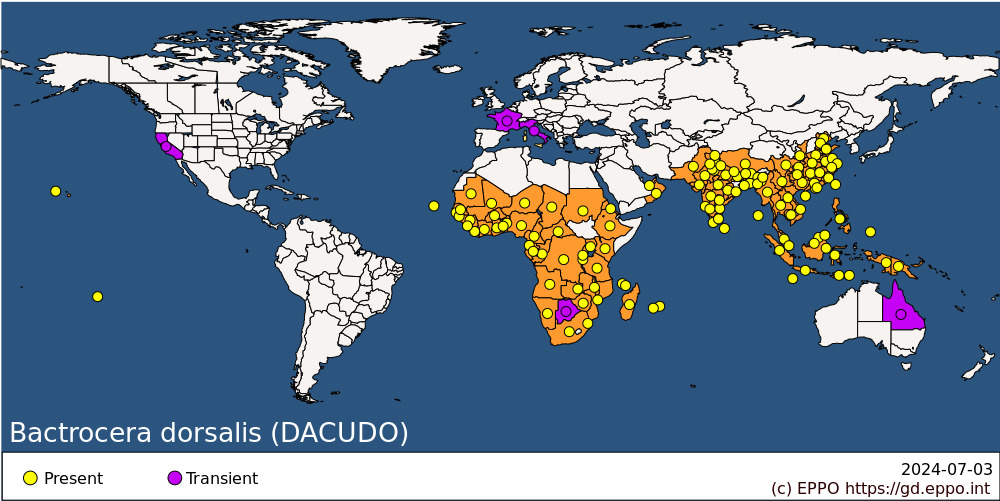 Bactrocera dorsalis (DACUDO)
Present
Transient
2024-07-03
(c) EPPO https://gd.eppo.int